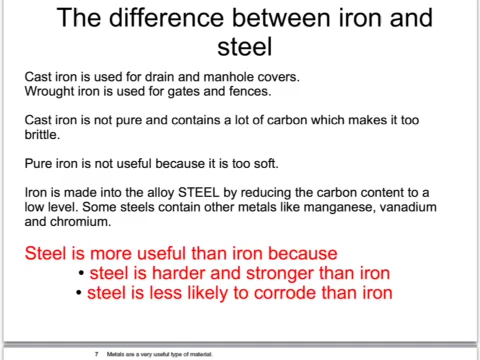 The difference between iron and
steel
Cast iron is used for drain and manhole covers.
Wrought iron is used for gates and fences.
Cast iron is not pure and contains a lot of carbon which makes it too
brittle.
Pure iron is not useful because it is too soft.
Iron is made into the alloy STEEL by reducing the carbon content to a
low level. Some steels contain other metals like manganese, vanadium
and chromium.
Steel is more useful than iron because
• steel is harder and stronger than iron
• steel is less likely to corrode than iron
7 Metals are a very useful type of material.